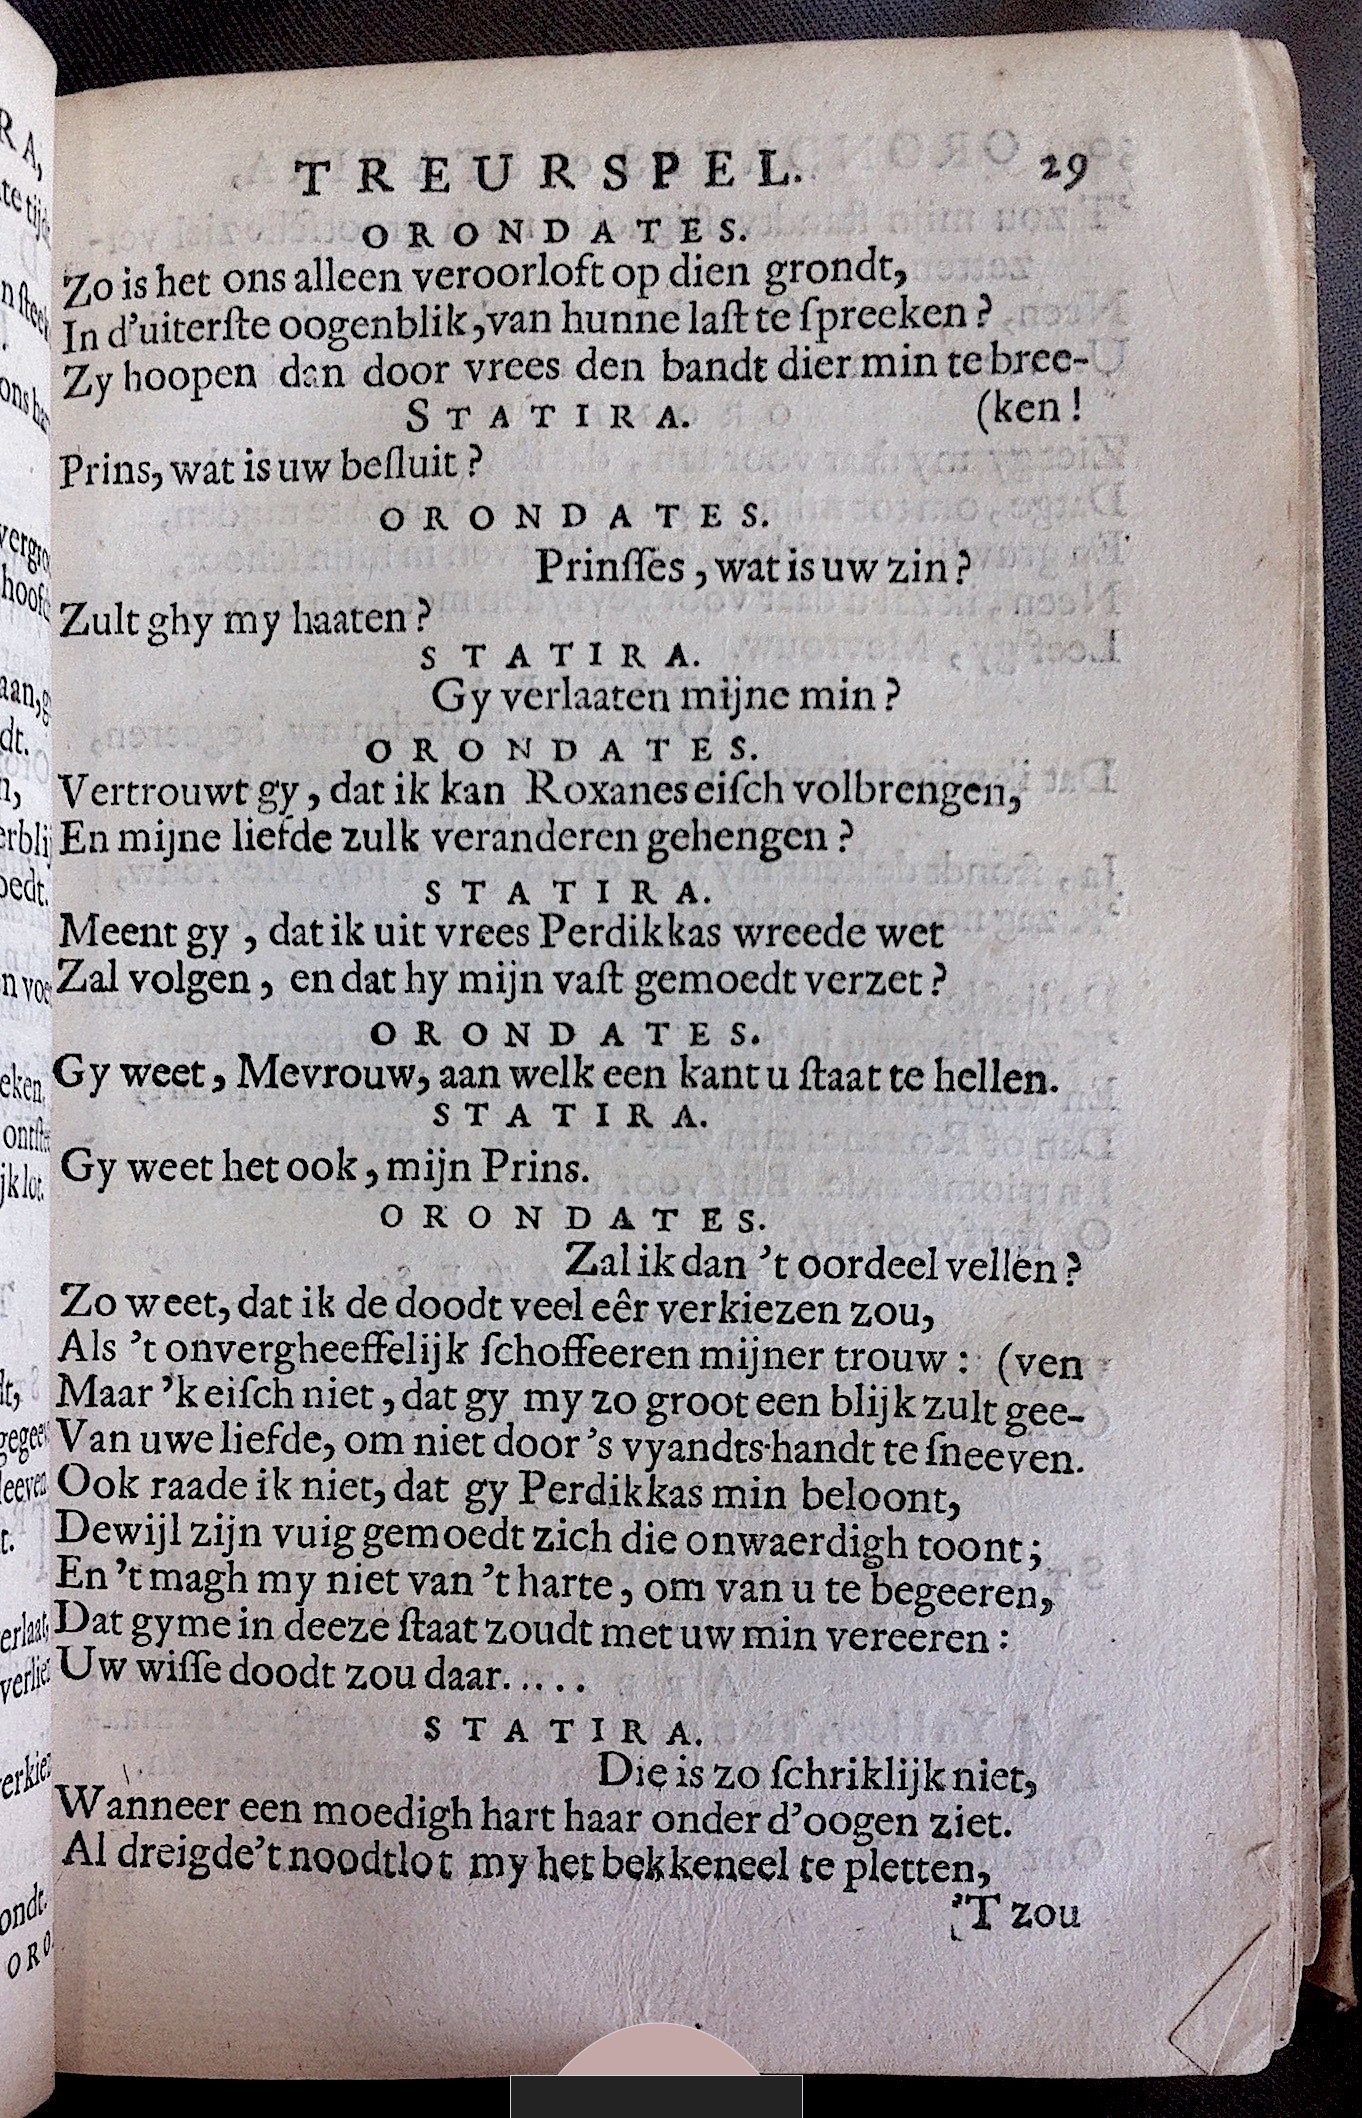 TREURSPEL. 29
ORONDATES.
Zo is het ons alleen veroorloft op dien grondt,
In d'uiterſte oogenblik, van hunne laſt te ſpreeken?
Zy hoopen dan door vrees den bandt dier min te bree-
STATIRA. (ken!
Prins, wat is uw beſluit?
ORONDATES.
Prinſſes, wat is uw zin?
Zult ghy my haaten?
STATIRA.
Gy verlaaten mijne min?
ORONDATES.
Vertrouwt gy, dat ik kan Roxanes eiſch volbrengen,
En mijne liefde zulk veranderen gehengen?
STATIRA.
Meent gy, dat ik uit vrees Perdikkas wreede wet
Zal volgen, en dat hy mijn vaſt gemoedt verzet?
ORONDATES.
Gy weet, Mevrouw, aan welk een kant u ſtaat te hellen.
STATIRA.
Gy weet het ook, mijn Prins.
ORONDATES.
Zal ik dan 't oordeel vellen?
Zo weet, dat ik de doodt veel eêr verkiezen zou,
Als 't onvergheeffelijk ſchoffeeren mijner trouw: (ven
Maar 'k eiſch niet, dat gy my zo groot een blijk zult gee-
Van uwe liefde, om niet door 's vyandts-handt te ſneeven.
Ook raade ik niet, dat gy Perdikkas min beloont,
Dewijl zijn vuig gemoedt zich die onwaerdigh toont;
En 't magh my niet van 't harte, om van u te begeeren,
Dat gy me in deeze ſtaat zoudt met uw min vereeren:
Uw wiſſe doodt zou daar.....
STATIRA.
Die is zo ſchriklijk niet,
Wanneer een moedigh hart haar onder d'oogen ziet.
Al dreigde 't noodtlot my het bekkeneel te pletten,
'T zou